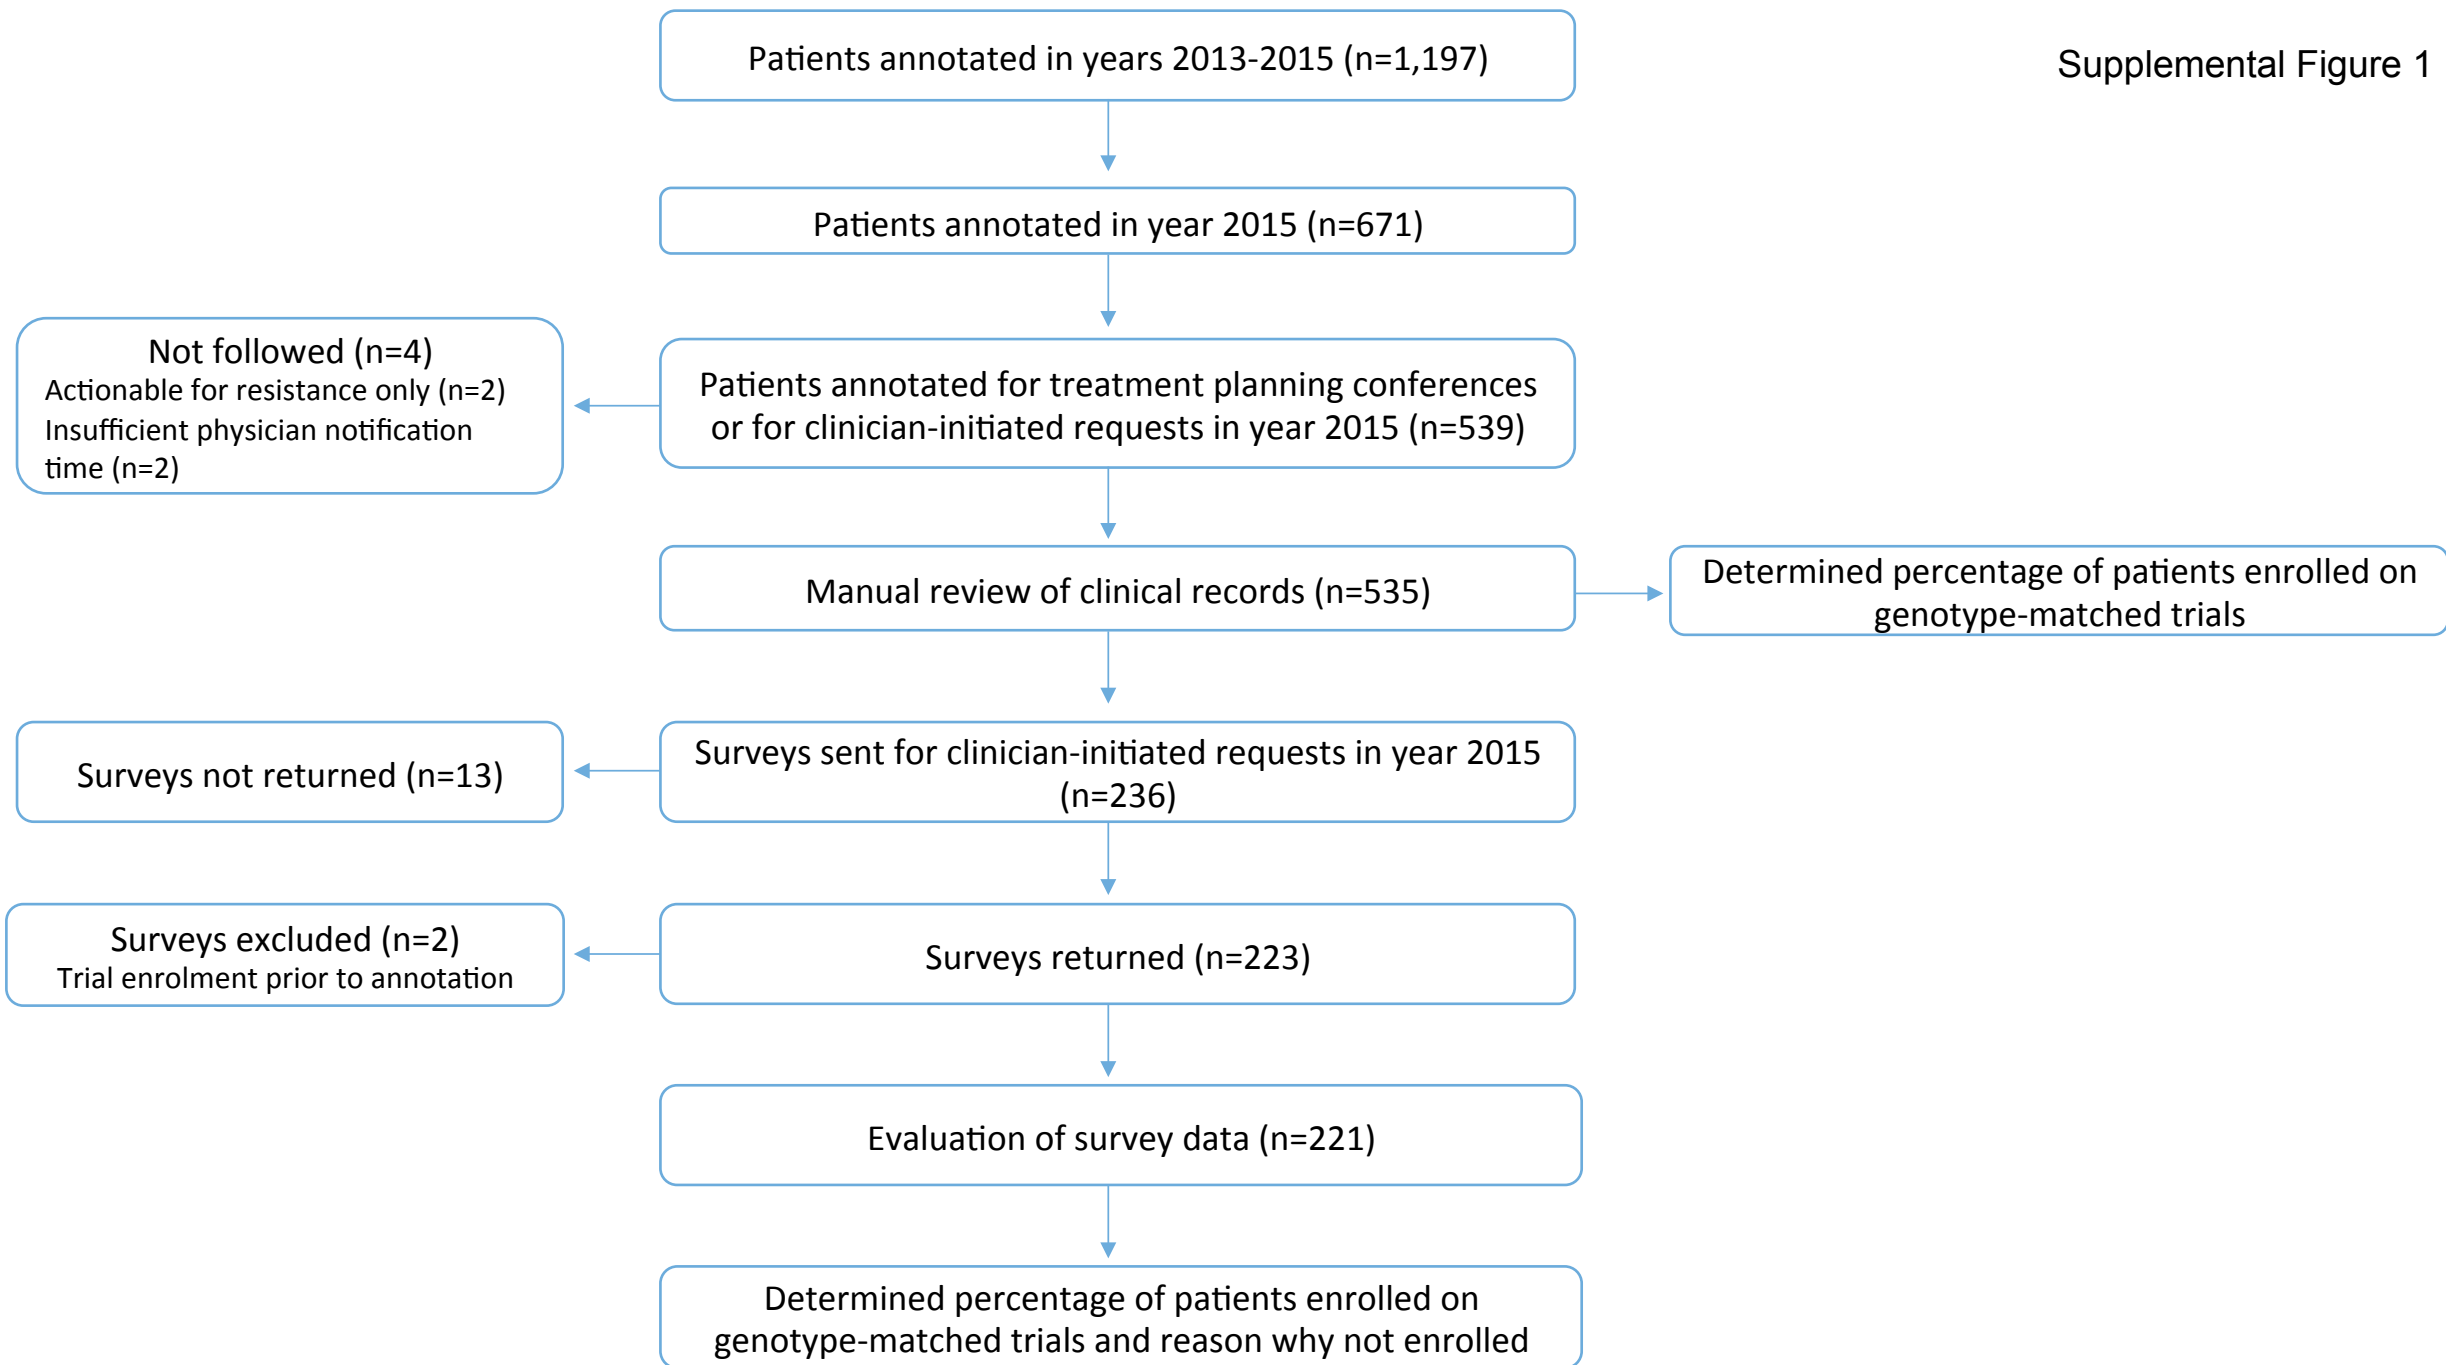 Patients annotated in years 2013-2015 (n=1,197)
Supplemental Figure 1
Patients annotated in year 2015 (n=671)
Not followed (n=4)
Actionable for resistance only (n=2)
Insufficient physician notification
time (n=2)
Patients annotated for treatment planning conferences
or for clinician-initiated requests in year 2015 (n=539)
Manual review of clinical records (n=535)
Determined percentage of patients enrolled on
genotype-matched trials
Surveys not returned (n=13)
Surveys sent for clinician-initiated requests in year 2015
(n=236)
Surveys excluded (n=2)
Trial enrolment prior to annotation
Surveys returned (n=223)
Evaluation of survey data (n=221)
Determined percentage of patients enrolled on
genotype-matched trials and reason why not enrolled